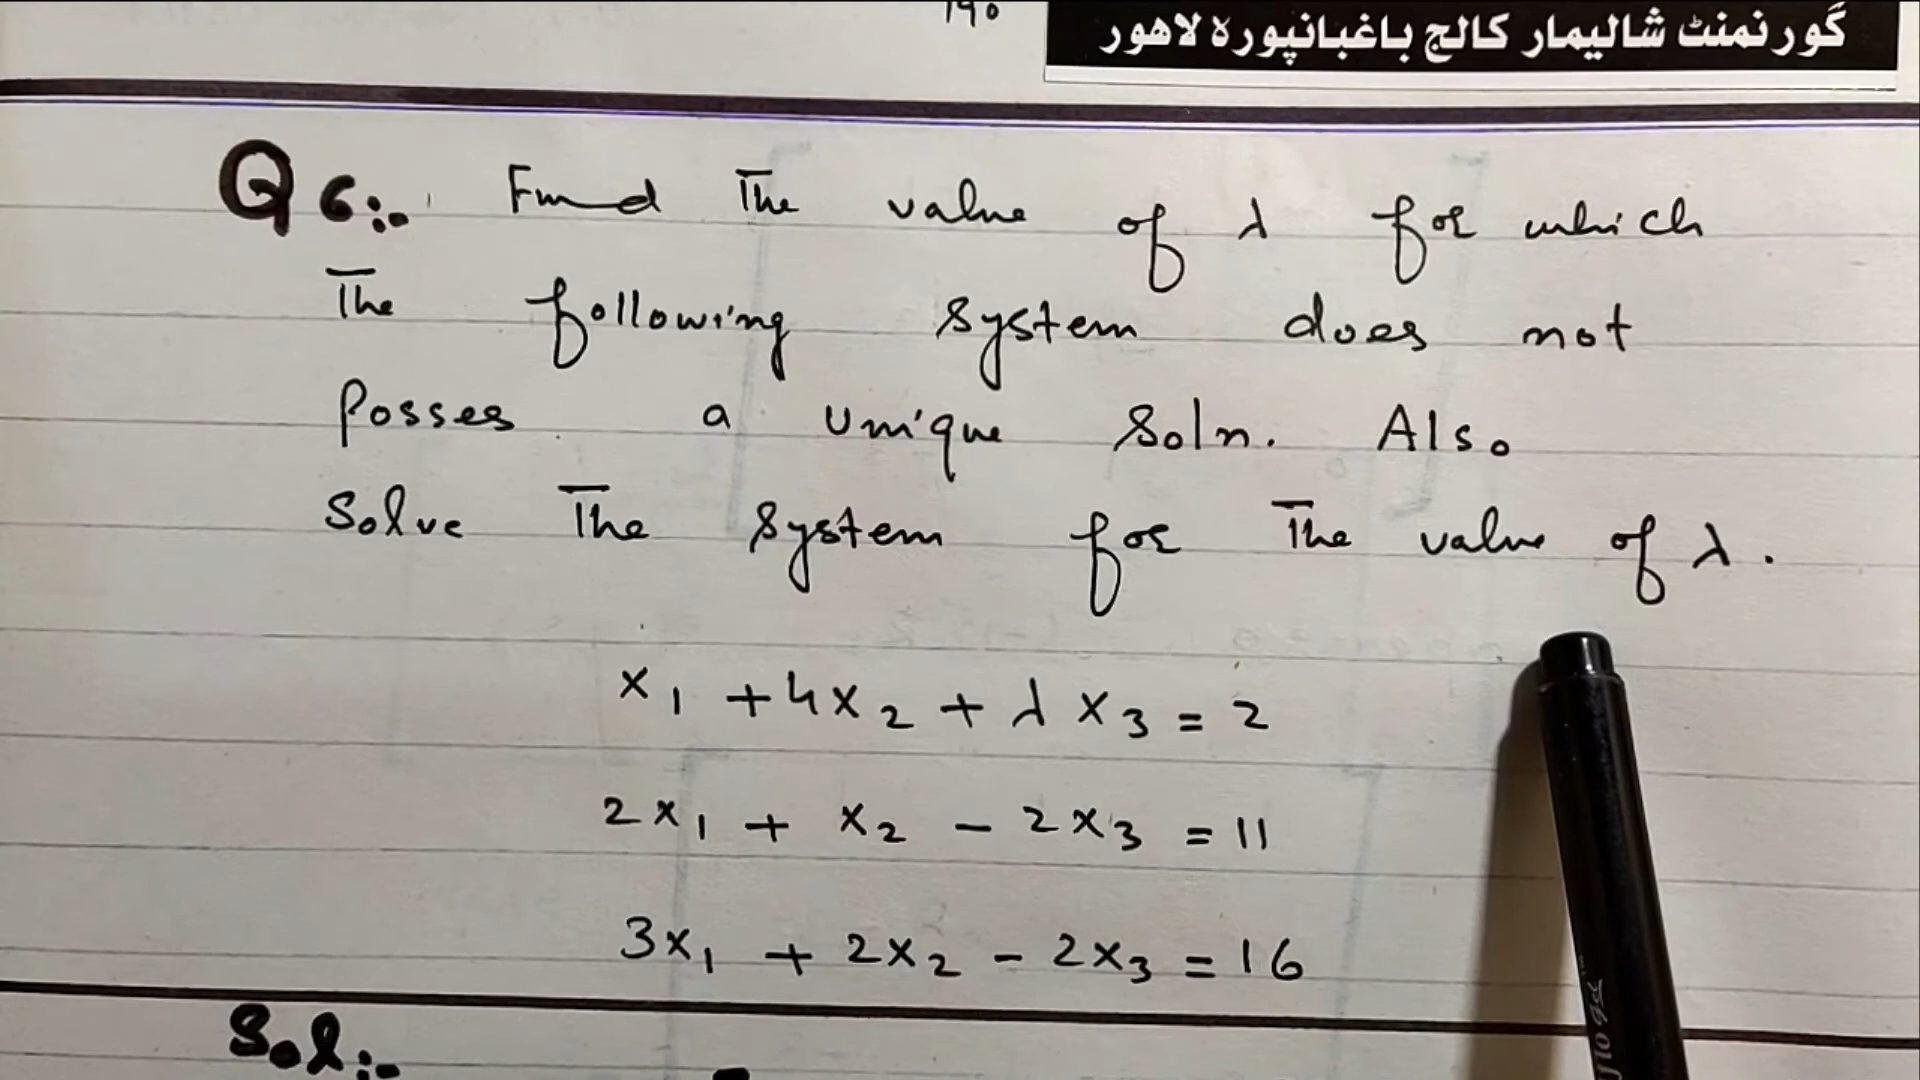 گورنمنٹ شالیمار کالج باغبانپورہ لاہور
Q 6:- Find The value of λ for which
The following system does not
Posses a unique Soln. Also
Solve The system for The value of λ.
x₁ + 4x₂ + λx₃ = 2
2x₁ + x₂ - 2x₃ = 11
3x₁ + 2x₂ - 2x₃ = 16
Sol:-